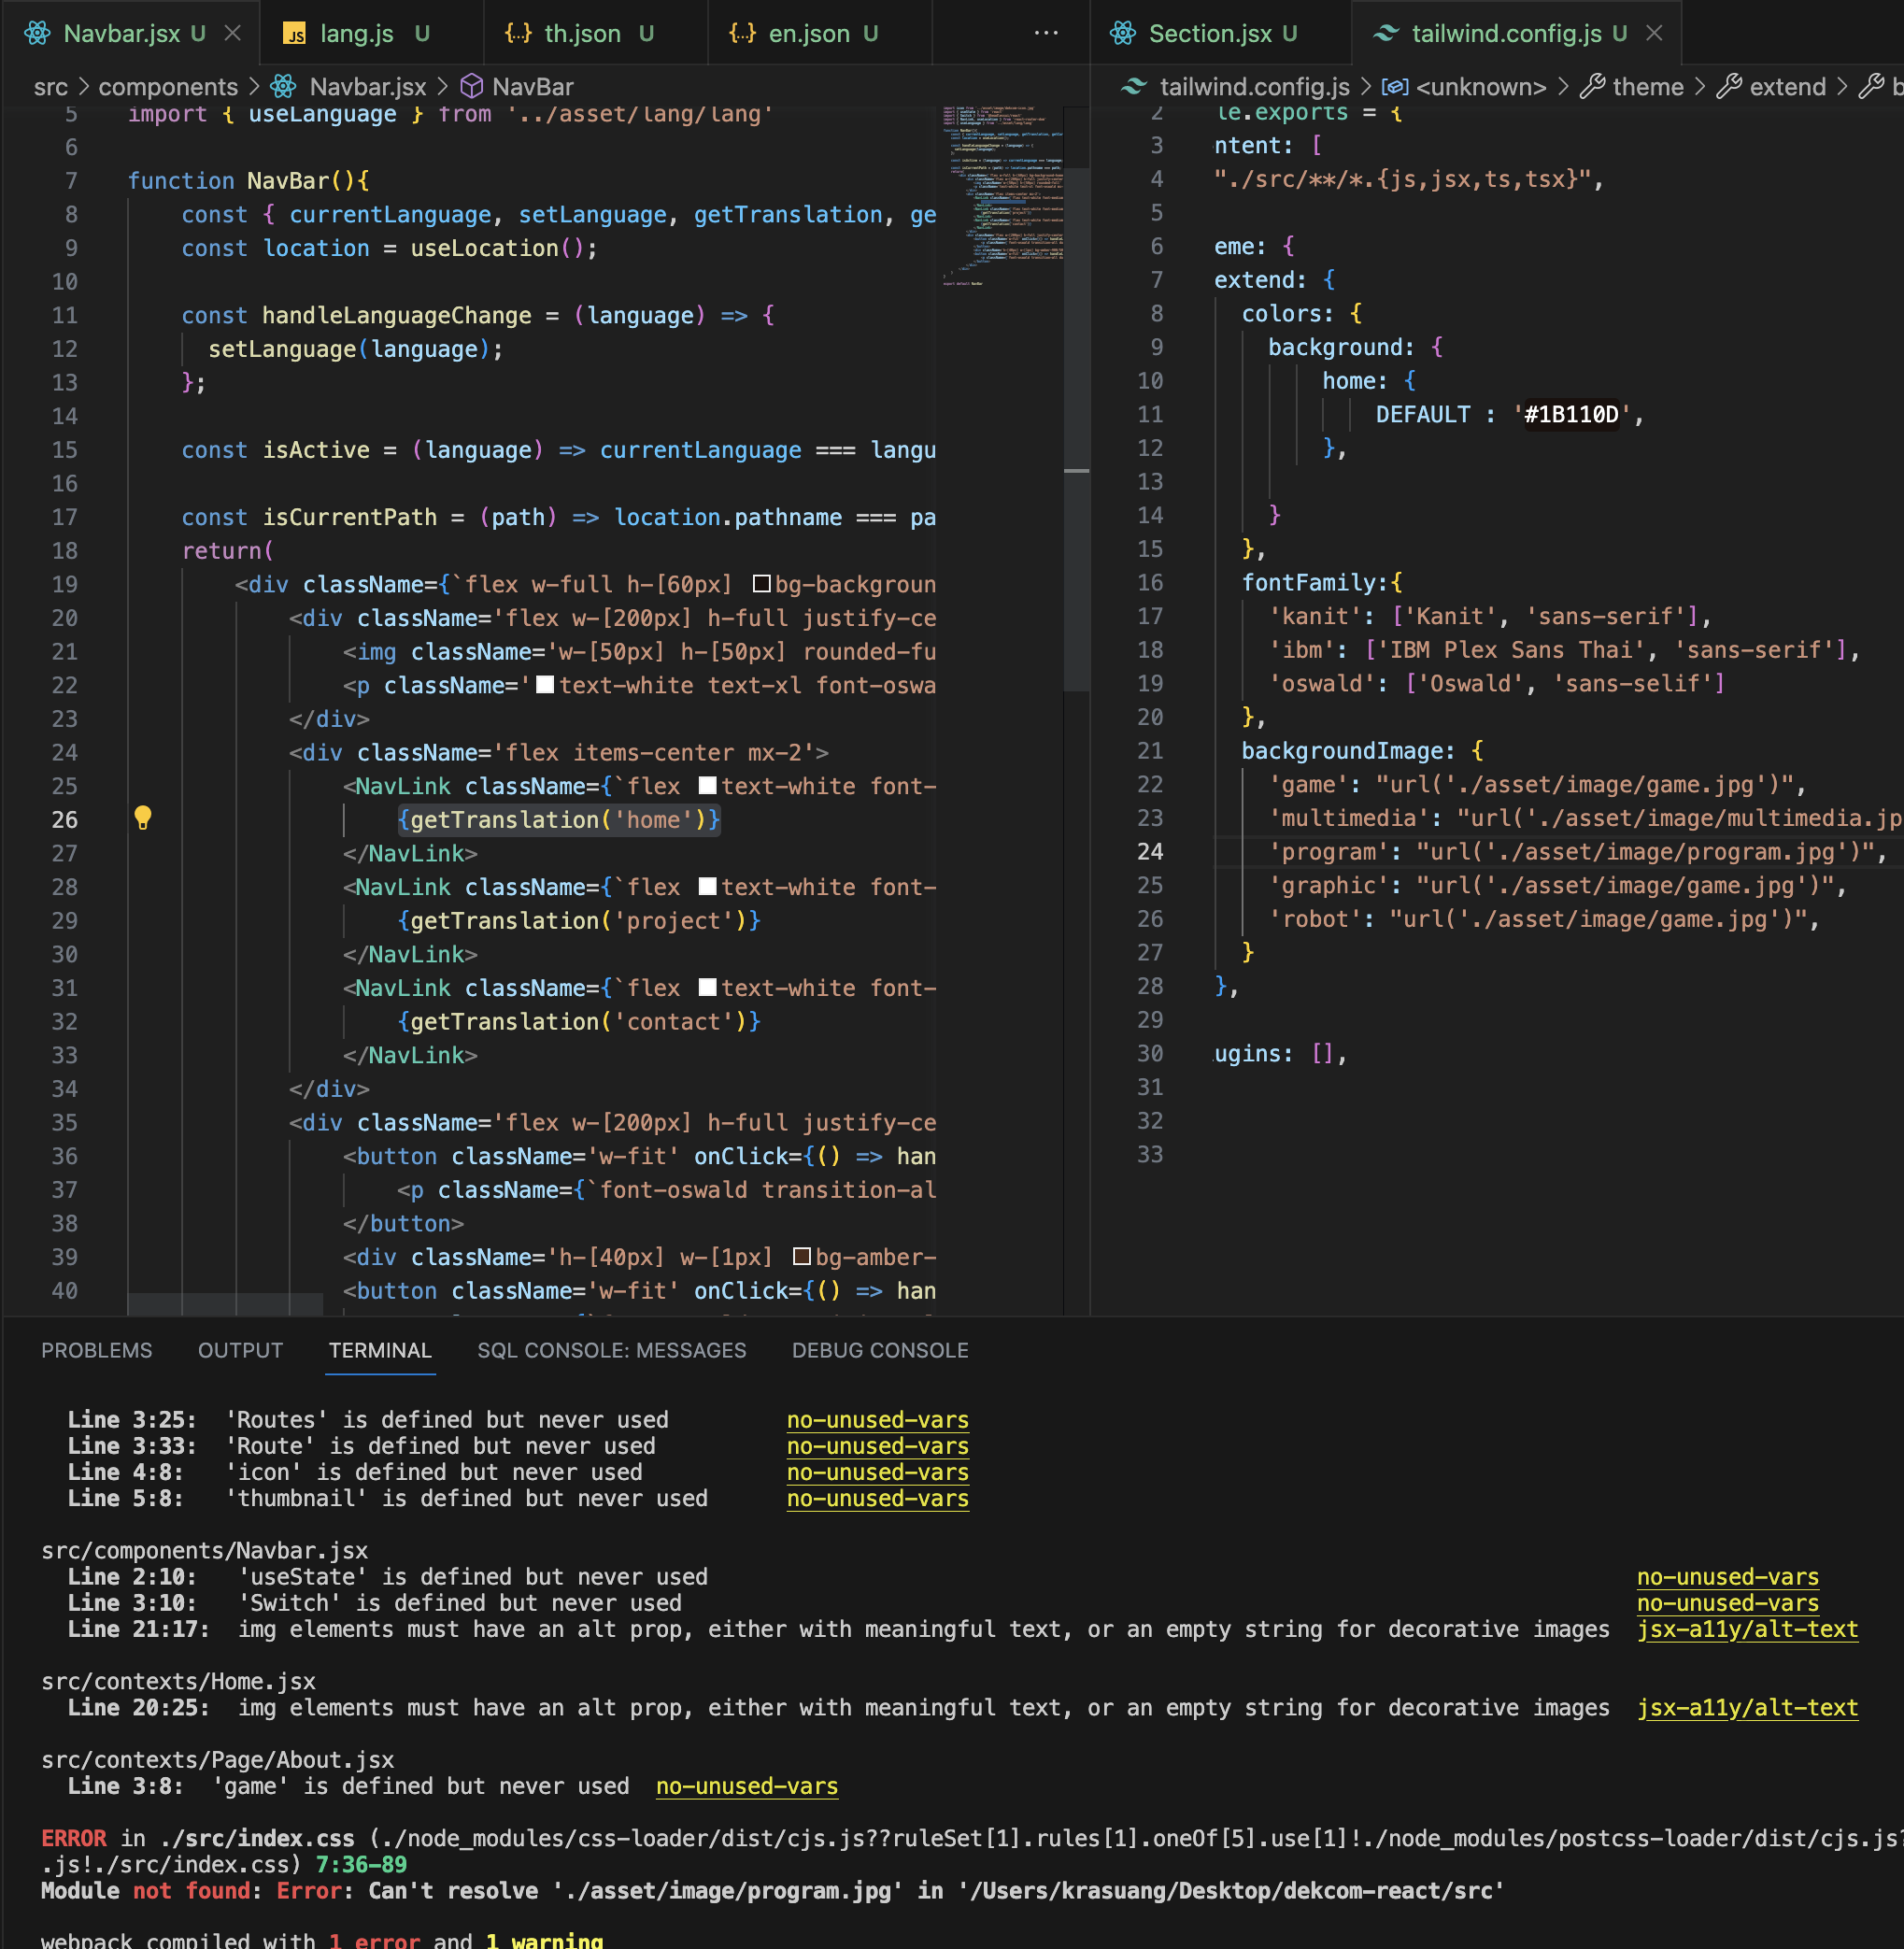 Navbar.jsx U
lang.js U
th.json U
en.json U
Section.jsx U
tailwind.config.js U
src > components > Navbar.jsx > NavBar
tailwind.config.js > <unknown> > theme > extend > b
5 import { useLanguage } from '../asset/lang/lang'
6
7 function NavBar(){
8 const { currentLanguage, setLanguage, getTranslation, ge
9 const location = useLocation();
10
11 const handleLanguageChange = (language) => {
12 setLanguage(language);
13 };
14
15 const isActive = (language) => currentLanguage === langu
16
17 const isCurrentPath = (path) => location.pathname === pa
18 return(
19 <div className={`flex w-full h-[60px] bg-backgroun
20 <div className='flex w-[200px] h-full justify-ce
21 <img className='w-[50px] h-[50px] rounded-fu
22 <p className='text-white text-xl font-oswa
23 </div>
24 <div className='flex items-center mx-2'>
25 <NavLink className={`flex text-white font-
26 {getTranslation('home')}
27 </NavLink>
28 <NavLink className={`flex text-white font-
29 {getTranslation('project')}
30 </NavLink>
31 <NavLink className={`flex text-white font-
32 {getTranslation('contact')}
33 </NavLink>
34 </div>
35 <div className='flex w-[200px] h-full justify-ce
36 <button className='w-fit' onClick={() => han
37 <p className={`font-oswald transition-al
38 </button>
39 <div className='h-[40px] w-[1px] bg-amber-
40 <button className='w-fit' onClick={() => han
2 le.exports = {
3 ntent: [
4 "./src/**/*.{js,jsx,ts,tsx}",
5
6 eme: {
7 extend: {
8 colors: {
9 background: {
10 home: {
11 DEFAULT : '#1B110D',
12 },
13
14 }
15 },
16 fontFamily:{
17 'kanit': ['Kanit', 'sans-serif'],
18 'ibm': ['IBM Plex Sans Thai', 'sans-serif'],
19 'oswald': ['Oswald', 'sans-selif']
20 },
21 backgroundImage: {
22 'game': "url('./asset/image/game.jpg')",
23 'multimedia': "url('./asset/image/multimedia.jp
24 'program': "url('./asset/image/program.jpg')",
25 'graphic': "url('./asset/image/game.jpg')",
26 'robot': "url('./asset/image/game.jpg')",
27 }
28 },
29
30 ugins: [],
31
32
33
PROBLEMS OUTPUT TERMINAL SQL CONSOLE: MESSAGES DEBUG CONSOLE
Line 3:25: 'Routes' is defined but never used no-unused-vars
Line 3:33: 'Route' is defined but never used no-unused-vars
Line 4:8: 'icon' is defined but never used no-unused-vars
Line 5:8: 'thumbnail' is defined but never used no-unused-vars
src/components/Navbar.jsx
Line 2:10: 'useState' is defined but never used no-unused-vars
Line 3:10: 'Switch' is defined but never used no-unused-vars
Line 21:17: img elements must have an alt prop, either with meaningful text, or an empty string for decorative images jsx-a11y/alt-text
src/contexts/Home.jsx
Line 20:25: img elements must have an alt prop, either with meaningful text, or an empty string for decorative images jsx-a11y/alt-text
src/contexts/Page/About.jsx
Line 3:8: 'game' is defined but never used no-unused-vars
ERROR in ./src/index.css (./node_modules/css-loader/dist/cjs.js??ruleSet[1].rules[1].oneOf[5].use[1]!./node_modules/postcss-loader/dist/cjs.js?
.js!./src/index.css) 7:36-89
Module not found: Error: Can't resolve './asset/image/program.jpg' in '/Users/krasuang/Desktop/dekcom-react/src'
webpack compiled with 1 error and 1 warning